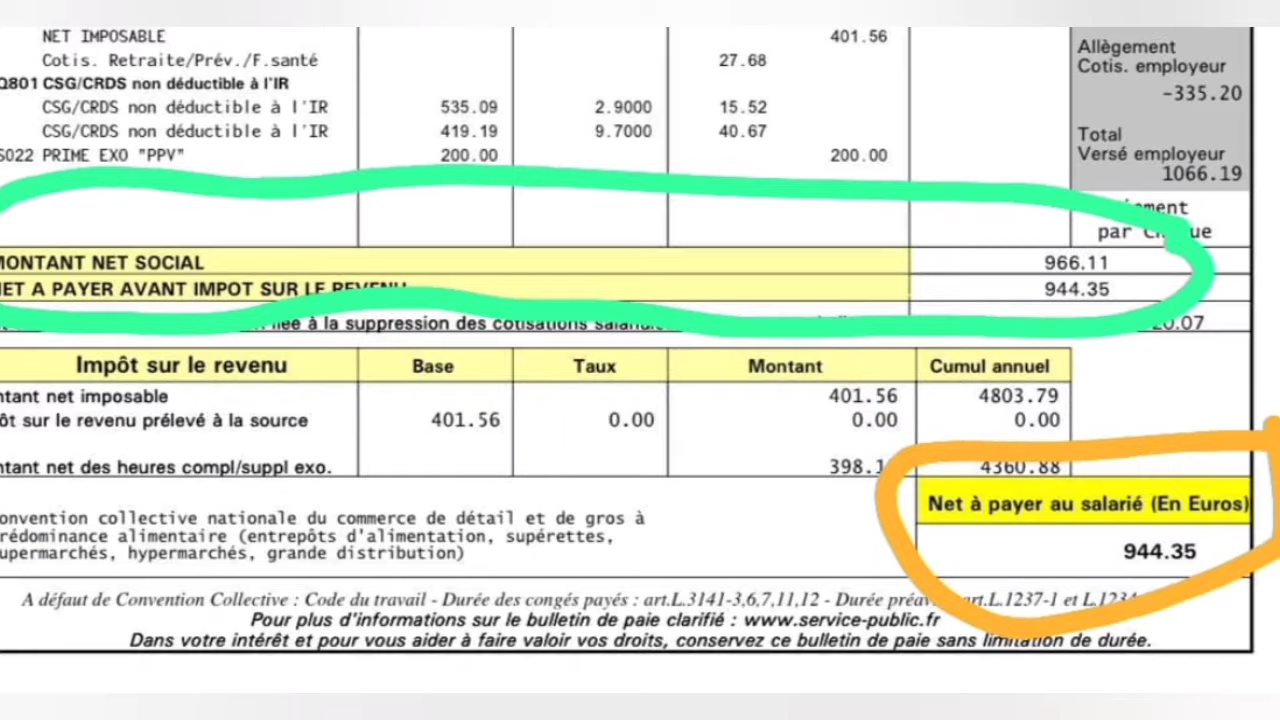 NET IMPOSABLE 401.56
Cotis. Retraite/Prév./F.santé 27.68
CSG/CRDS non déductible à l'IR
CSG/CRDS non déductible à l'IR 535.09 2.9000 15.52
CSG/CRDS non déductible à l'IR 419.19 9.7000 40.67
PRIME EXO "PPV" 200.00 200.00
Allègement
Cotis. employeur
-335.20
Total
Versé employeur
1066.19
par
MONTANT NET SOCIAL 966.11
NET A PAYER AVANT IMPOT SUR LE REVENU 944.35
liée à la suppression des cotisations
Impôt sur le revenu Base Taux Montant Cumul annuel
net imposable 401.56 4803.79
sur le revenu prélevé à la source 401.56 0.00 0.00 0.00
net des heures compl/suppl exo. 4360.88
Net à payer au salarié (En Euros)
944.35
onvention collective nationale du commerce de détail et de gros à
rédominance alimentaire (entrepôts d'alimentation, supérettes,
upermarchés, hypermarchés, grande distribution)
A défaut de Convention Collective : Code du travail - Durée des congés payés : art.L.3141-3,6,7,11,12 - Durée art.L.1237-1 et
Pour plus d'informations sur le bulletin de paie clarifié : www.service-public.fr
Dans votre intérêt et pour vous aider à faire valoir vos droits, conservez ce bulletin de paie sans limitation de durée.